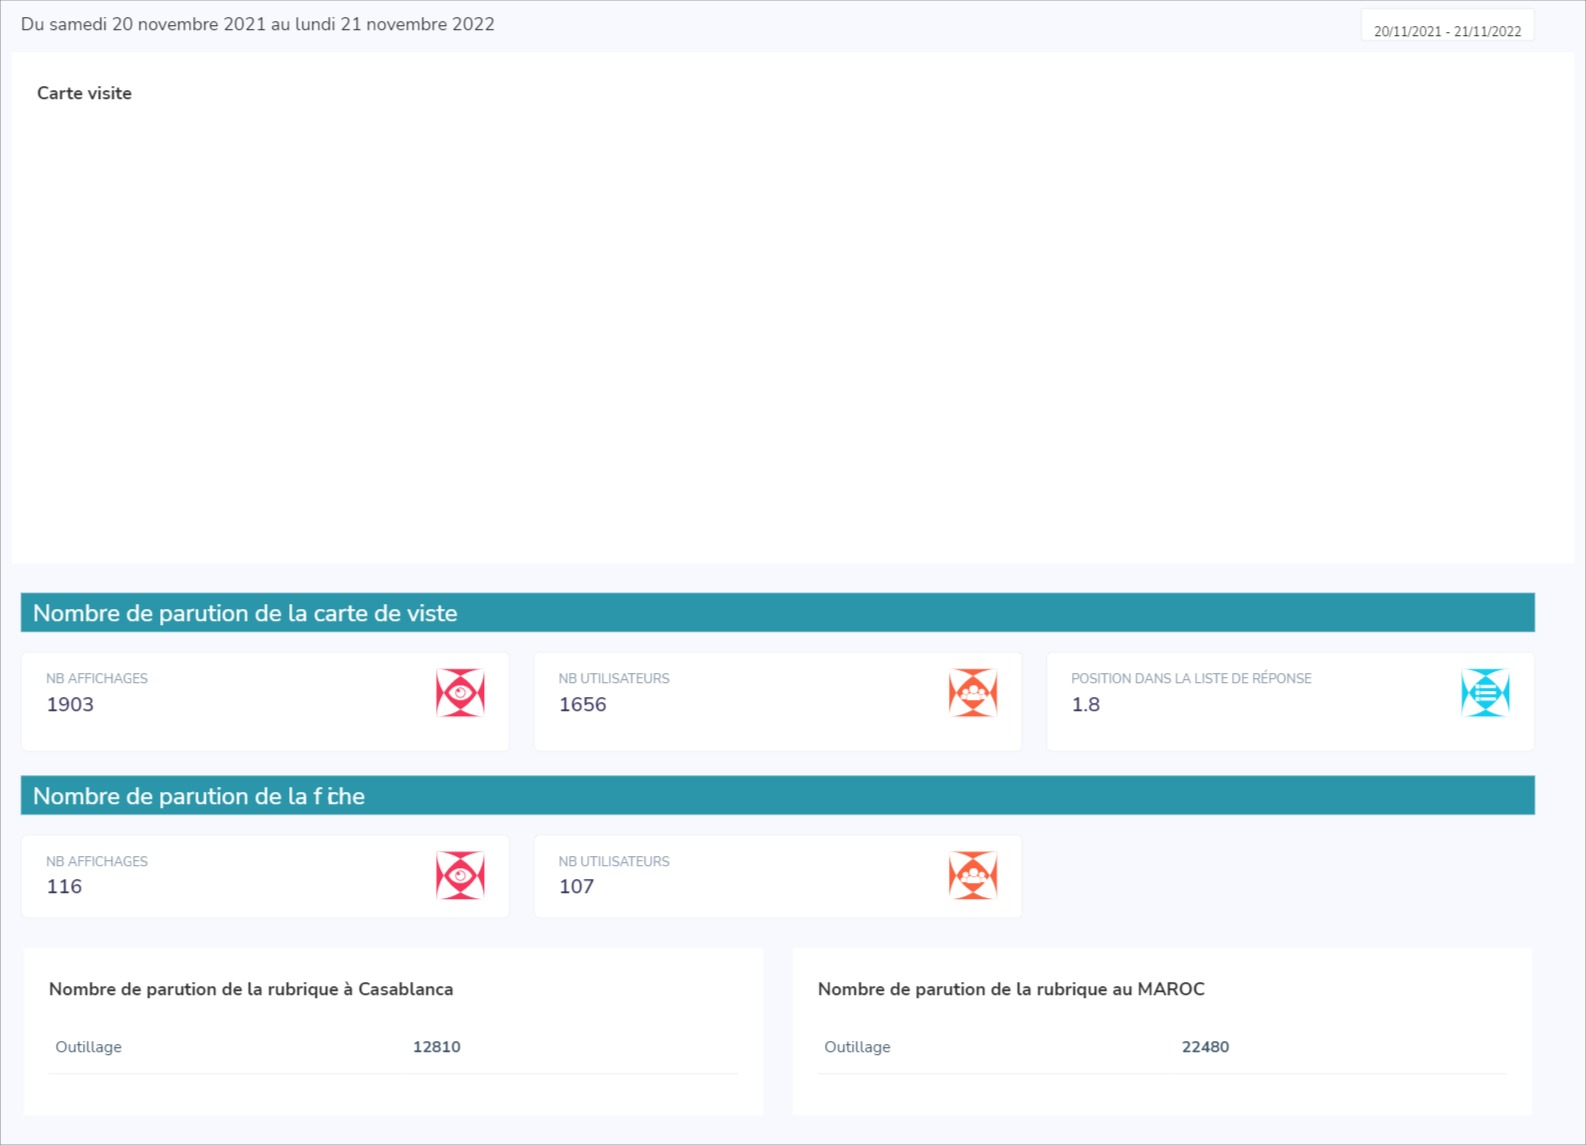 Du samedi 20 novembre 2021 au lundi 21 novembre 2022
20/11/2021 - 21/11/2022
Carte visite
Nombre de parution de la carte de viste
NB AFFICHAGES
1903
NB UTILISATEURS
1656
POSITION DANS LA LISTE DE RÉPONSE
1.8
Nombre de parution de la fiche
NB AFFICHAGES
116
NB UTILISATEURS
107
Nombre de parution de la rubrique à Casablanca
Outillage 12810
Nombre de parution de la rubrique au MAROC
Outillage 22480